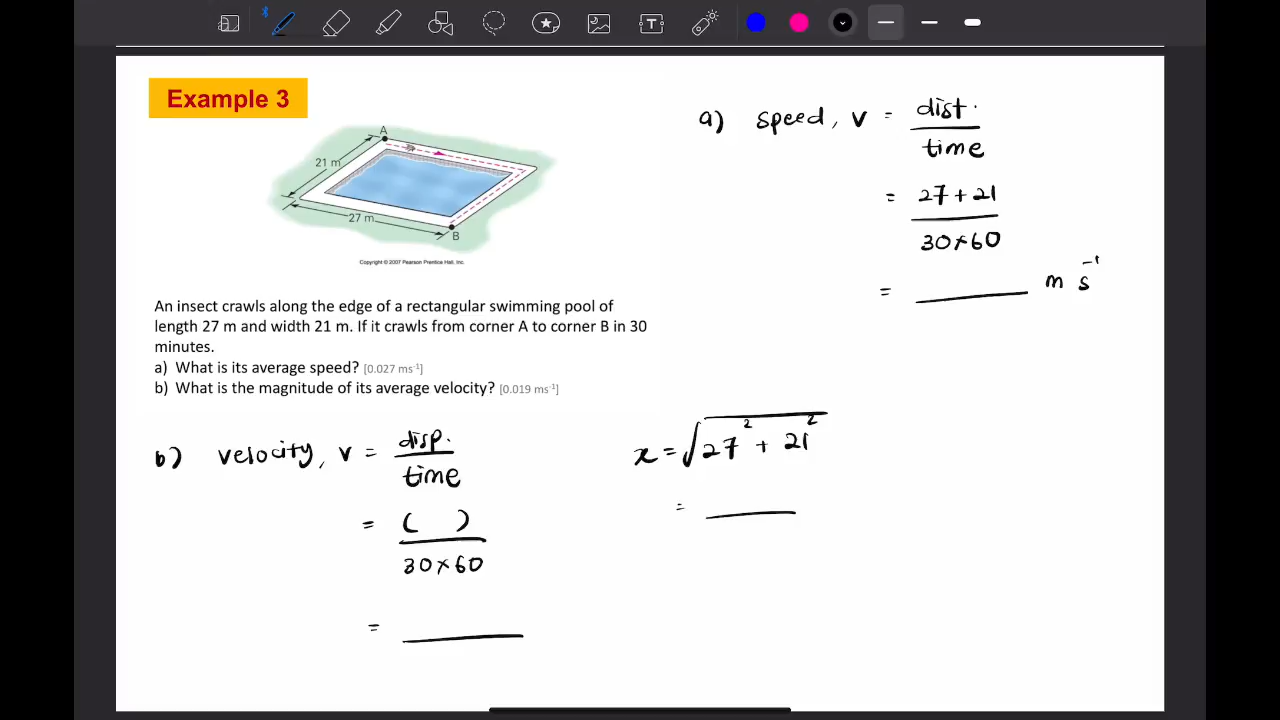 Example 3
A
21 m
27 m
B
Copyright © 2007 Pearson Prentice Hall, Inc.
An insect crawls along the edge of a rectangular swimming pool of
length 27 m and width 21 m. If it crawls from corner A to corner B in 30
minutes.
a) What is its average speed? [0.027 ms⁻¹]
b) What is the magnitude of its average velocity? [0.019 ms⁻¹]
a) speed, v = dist. / time
= 27 + 21 / 30 × 60
= ______ m s⁻¹
b) velocity, v = disp. / time
= ( ) / 30 × 60
= ______
x = √27² + 21²
= ______